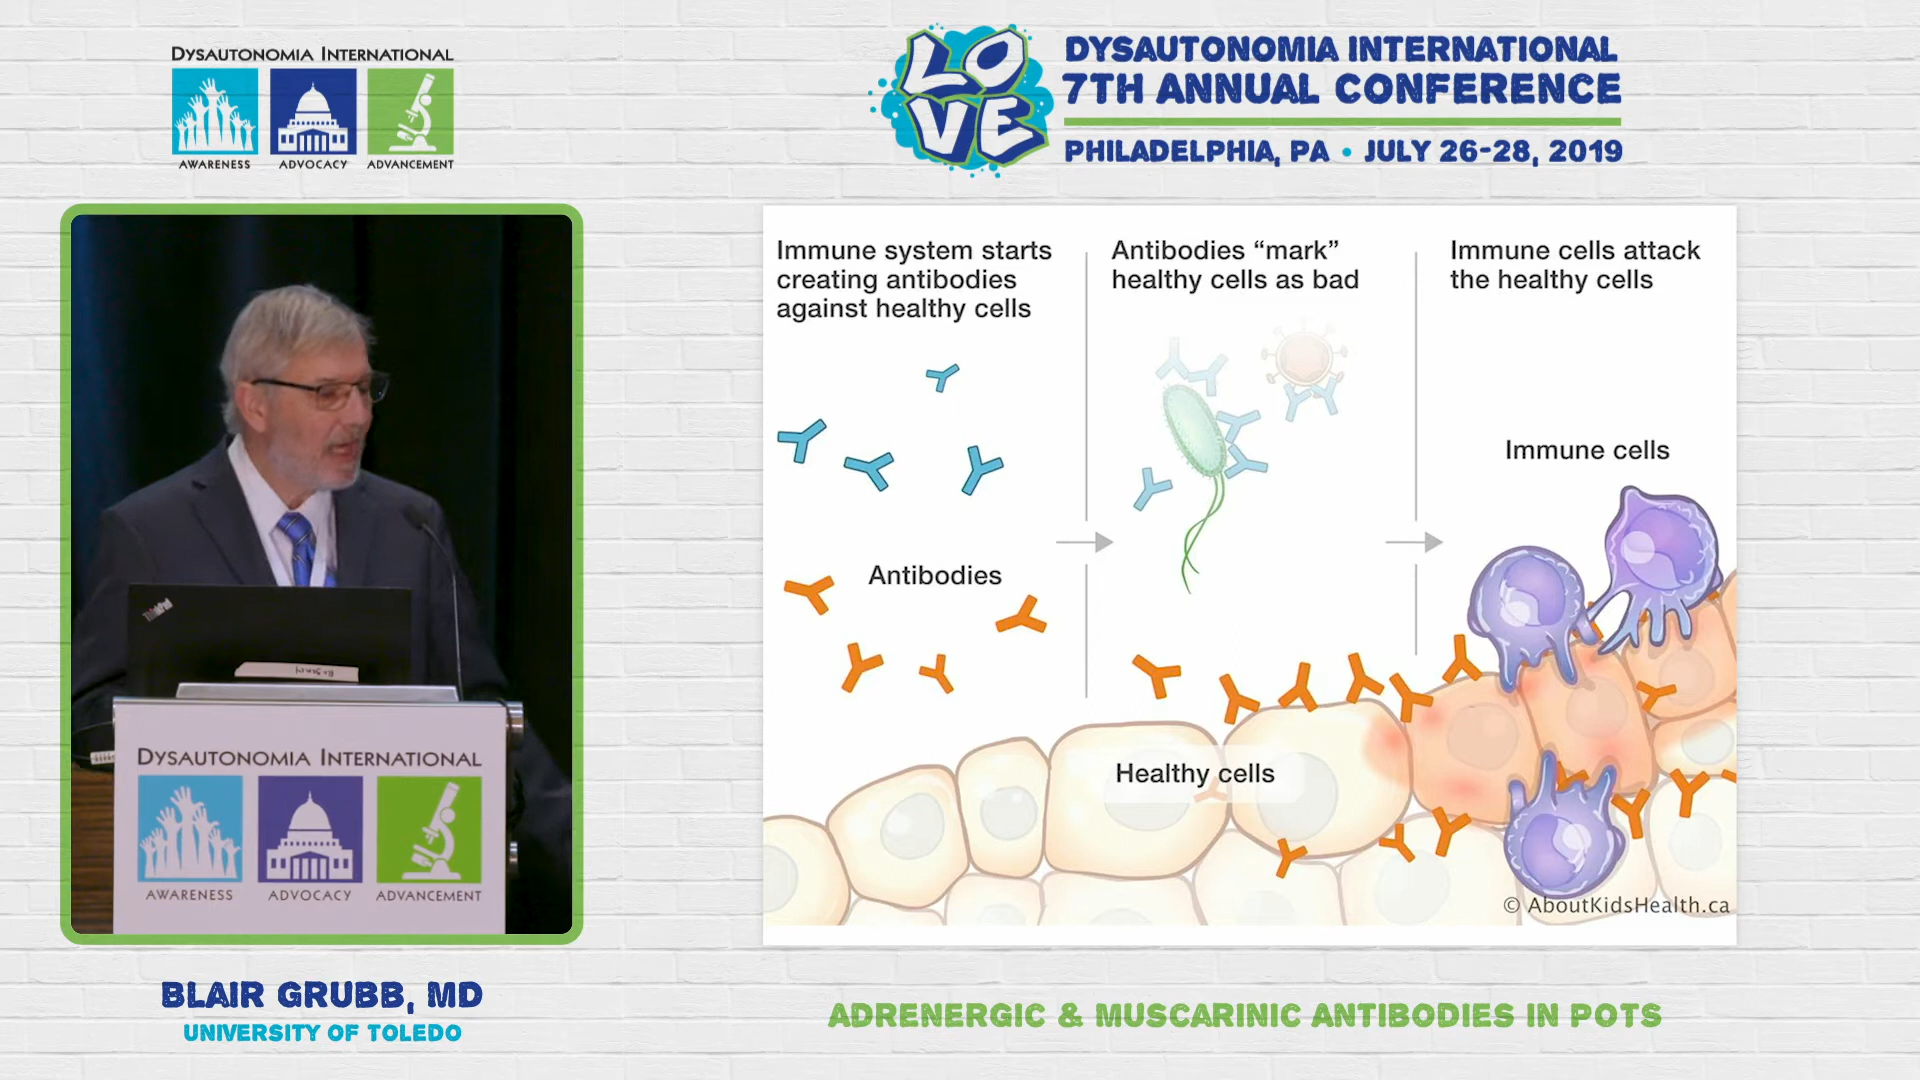 DYSAUTONOMIA INTERNATIONAL
AWARENESS
ADVOCACY
ADVANCEMENT
LO
VE
DYSAUTONOMIA INTERNATIONAL
7TH ANNUAL CONFERENCE
PHILADELPHIA, PA • JULY 26-28, 2019
Immune system starts
creating antibodies
against healthy cells
Antibodies “mark”
healthy cells as bad
Immune cells attack
the healthy cells
Immune cells
Antibodies
Healthy cells
© AboutKidsHealth.ca
ThinkPad
DYSAUTONOMIA INTERNATIONAL
AWARENESS
ADVOCACY
ADVANCEMENT
BLAIR GRUBB, MD
UNIVERSITY OF TOLEDO
ADRENERGIC & MUSCARINIC ANTIBODIES IN POTS